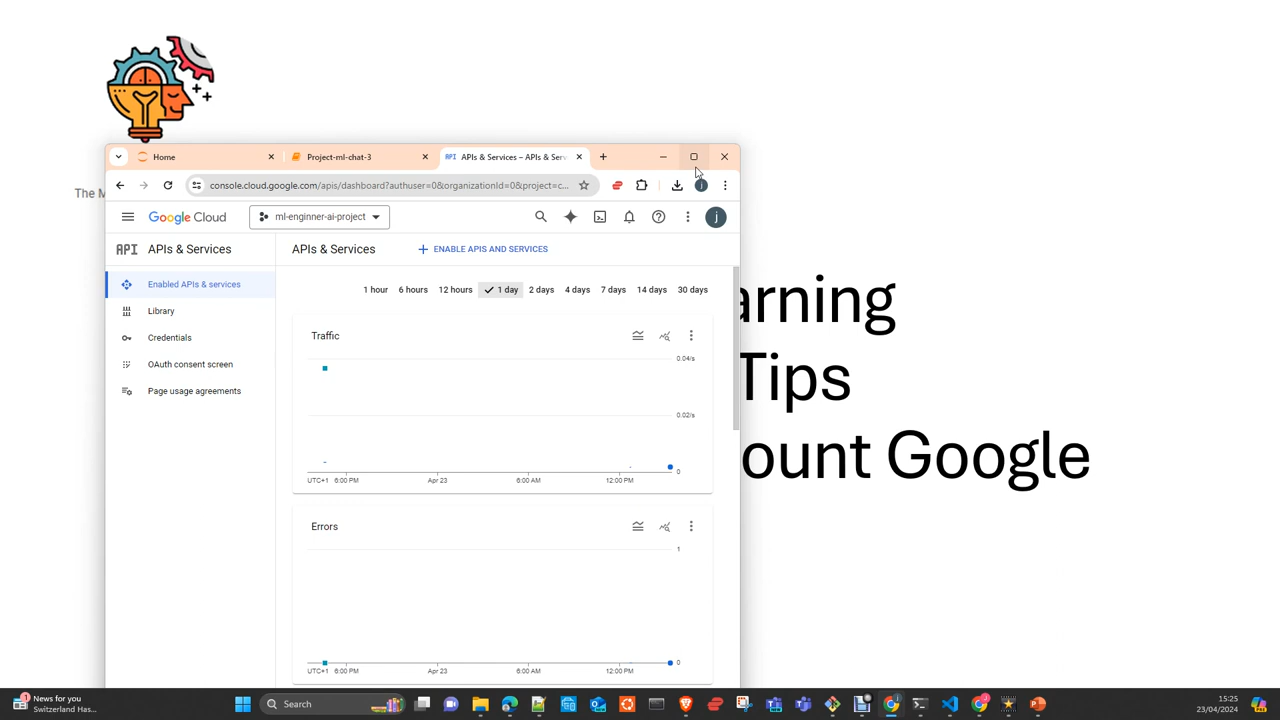 Home
Project-ml-chat-3
API
APIs & Services – APIs & Serv
The M
console.cloud.google.com/apis/dashboard?authuser=0&organizationId=0&project=c...
j
Google Cloud
ml-enginner-ai-project
j
API
APIs & Services
APIs & Services
ENABLE APIS AND SERVICES
Enabled APIs & services
Library
Credentials
OAuth consent screen
Page usage agreements
1 hour
6 hours
12 hours
1 day
2 days
4 days
7 days
14 days
30 days
Traffic
0.04/s
0.02/s
0
UTC+1
6:00 PM
Apr 23
6:00 AM
12:00 PM
Errors
1
0
UTC+1
6:00 PM
Apr 23
6:00 AM
12:00 PM
arning
Tips
ount Google
1
News for you
Switzerland Has...
Search
15:25
23/04/2024